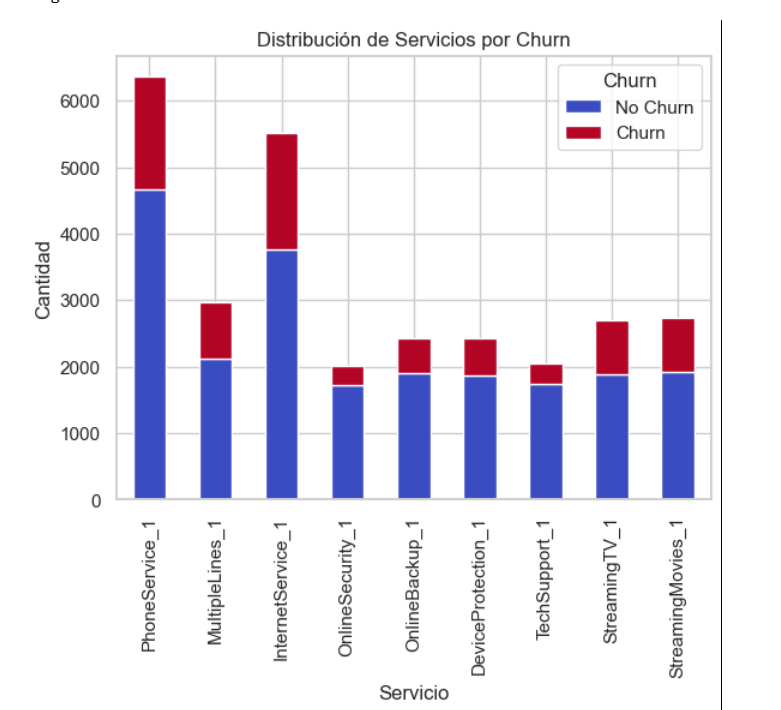 Distribución de Servicios por Churn
Churn
No Churn
Churn
Cantidad
6000
5000
4000
3000
2000
1000
0
PhoneService_1
MultipleLines_1
InternetService_1
OnlineSecurity_1
OnlineBackup_1
DeviceProtection_1
TechSupport_1
StreamingTV_1
StreamingMovies_1
Servicio